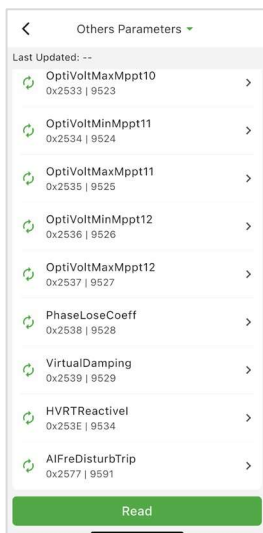 Others Parameters
Last Updated: --
OptiVoltMaxMppt10
0x2533 | 9523
OptiVoltMinMppt11
0x2534 | 9524
OptiVoltMaxMppt11
0x2535 | 9525
OptiVoltMinMppt12
0x2536 | 9526
OptiVoltMaxMppt12
0x2537 | 9527
PhaseLoseCoeff
0x2538 | 9528
VirtualDamping
0x2539 | 9529
HVRTReactiveI
0x253E | 9534
AIFreDisturbTrip
0x2577 | 9591
Read